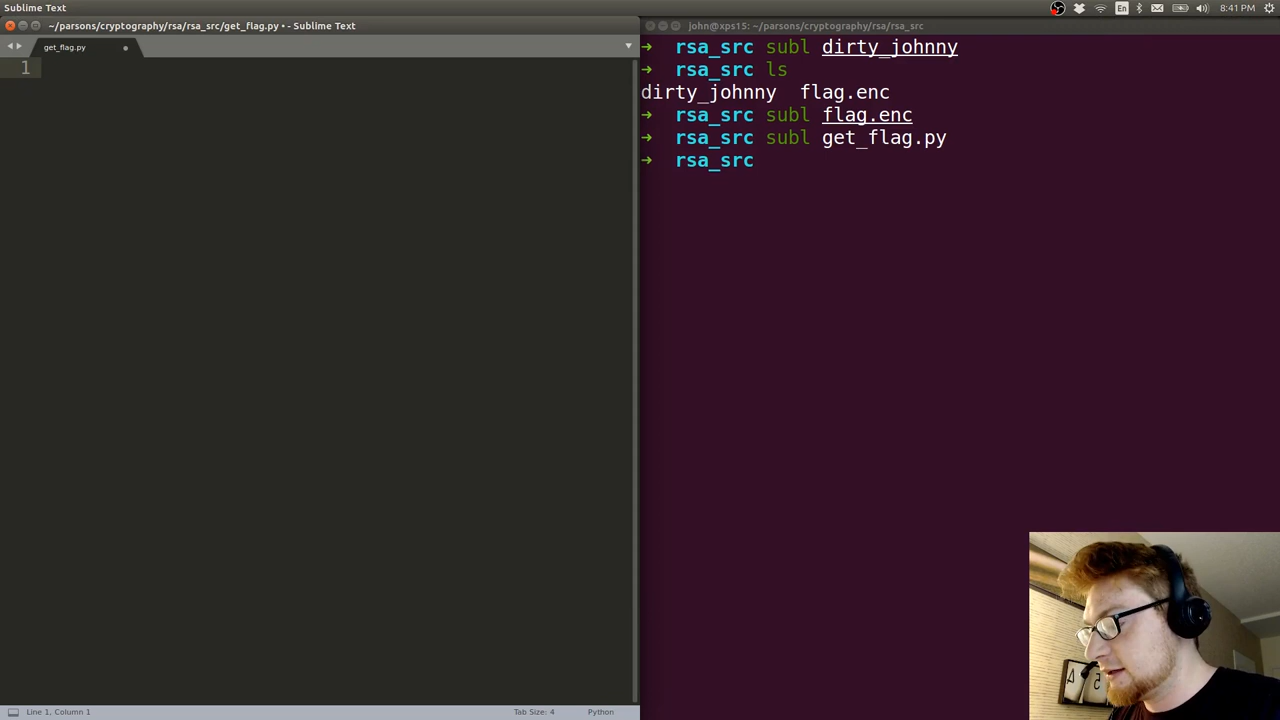 Sublime Text
En
8:41 PM
~/parsons/cryptography/rsa/rsa_src/get_flag.py • - Sublime Text
get_flag.py
1
Line 1, Column 1
Tab Size: 4
Python
john@xps15: ~/parsons/cryptography/rsa/rsa_src
➜ rsa_src subl dirty_johnny
➜ rsa_src ls
dirty_johnny flag.enc
➜ rsa_src subl flag.enc
➜ rsa_src subl get_flag.py
➜ rsa_src